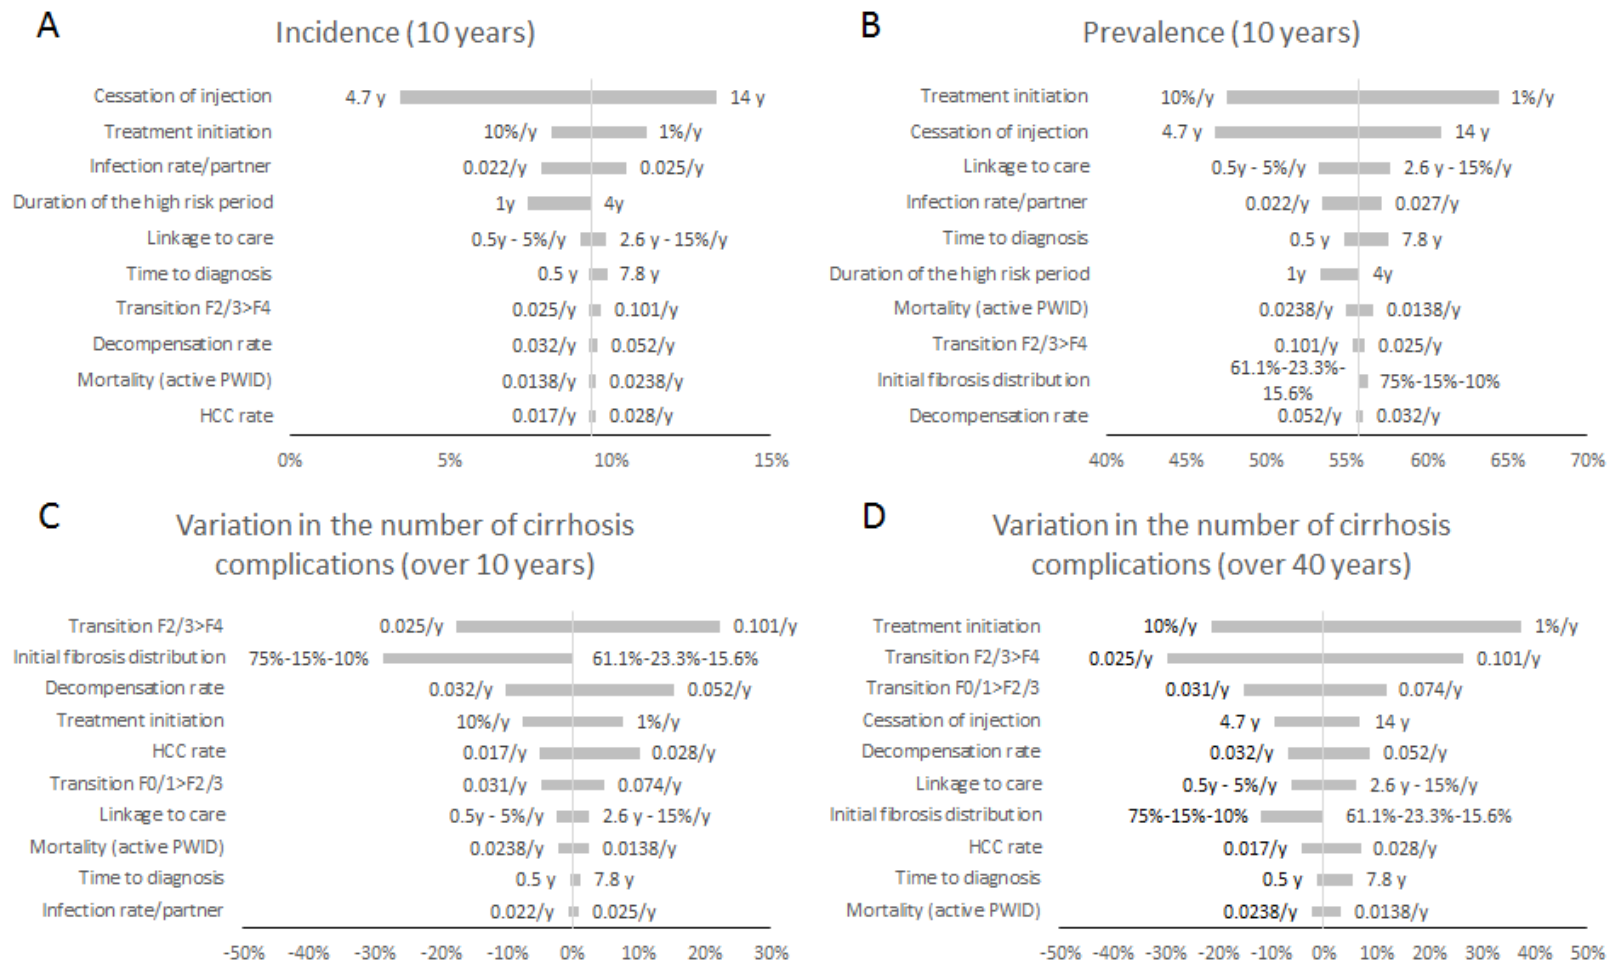 A
Incidence (10 years)
Cessation of injection 4.7 y 14 y
Treatment initiation 10%/y 1%/y
Infection rate/partner 0.022/y 0.025/y
Duration of the high risk period 1y 4y
Linkage to care 0.5y - 5%/y 2.6 y - 15%/y
Time to diagnosis 0.5 y 7.8 y
Transition F2/3>F4 0.025/y 0.101/y
Decompensation rate 0.032/y 0.052/y
Mortality (active PWID) 0.0138/y 0.0238/y
HCC rate 0.017/y 0.028/y
0% 5% 10% 15%
B
Prevalence (10 years)
Treatment initiation 10%/y 1%/y
Cessation of injection 4.7 y 14 y
Linkage to care 0.5y - 5%/y 2.6 y - 15%/y
Infection rate/partner 0.022/y 0.027/y
Time to diagnosis 0.5 y 7.8 y
Duration of the high risk period 1y 4y
Mortality (active PWID) 0.0238/y 0.0138/y
Transition F2/3>F4 0.101/y 0.025/y
Initial fibrosis distribution 61.1%-23.3%- 75%-15%-10%
15.6%
Decompensation rate 0.052/y 0.032/y
40% 45% 50% 55% 60% 65% 70%
C
Variation in the number of cirrhosis
complications (over 10 years)
Transition F2/3>F4 0.025/y 0.101/y
Initial fibrosis distribution 75%-15%-10% 61.1%-23.3%-15.6%
Decompensation rate 0.032/y 0.052/y
Treatment initiation 10%/y 1%/y
HCC rate 0.017/y 0.028/y
Transition F0/1>F2/3 0.031/y 0.074/y
Linkage to care 0.5y - 5%/y 2.6 y - 15%/y
Mortality (active PWID) 0.0238/y 0.0138/y
Time to diagnosis 0.5 y 7.8 y
Infection rate/partner 0.022/y 0.025/y
-50% -40% -30% -20% -10% 0% 10% 20% 30%
D
Variation in the number of cirrhosis
complications (over 40 years)
Treatment initiation 10%/y 1%/y
Transition F2/3>F4 0.025/y 0.101/y
Transition F0/1>F2/3 0.031/y 0.074/y
Cessation of injection 4.7 y 14 y
Decompensation rate 0.032/y 0.052/y
Linkage to care 0.5y - 5%/y 2.6 y - 15%/y
Initial fibrosis distribution 75%-15%-10% 61.1%-23.3%-15.6%
HCC rate 0.017/y 0.028/y
Time to diagnosis 0.5 y 7.8 y
Mortality (active PWID) 0.0238/y 0.0138/y
-50% -40% -30% -20% -10% 0% 10% 20% 30% 40% 50%